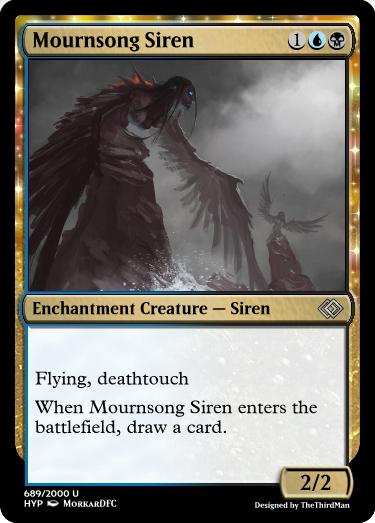 Mournsong Siren 1
Enchantment Creature — Siren
Flying, deathtouch
When Mournsong Siren enters the
battlefield, draw a card.
2/2
689/2000 U
HYP MorkarDFC
Designed by TheThirdMan